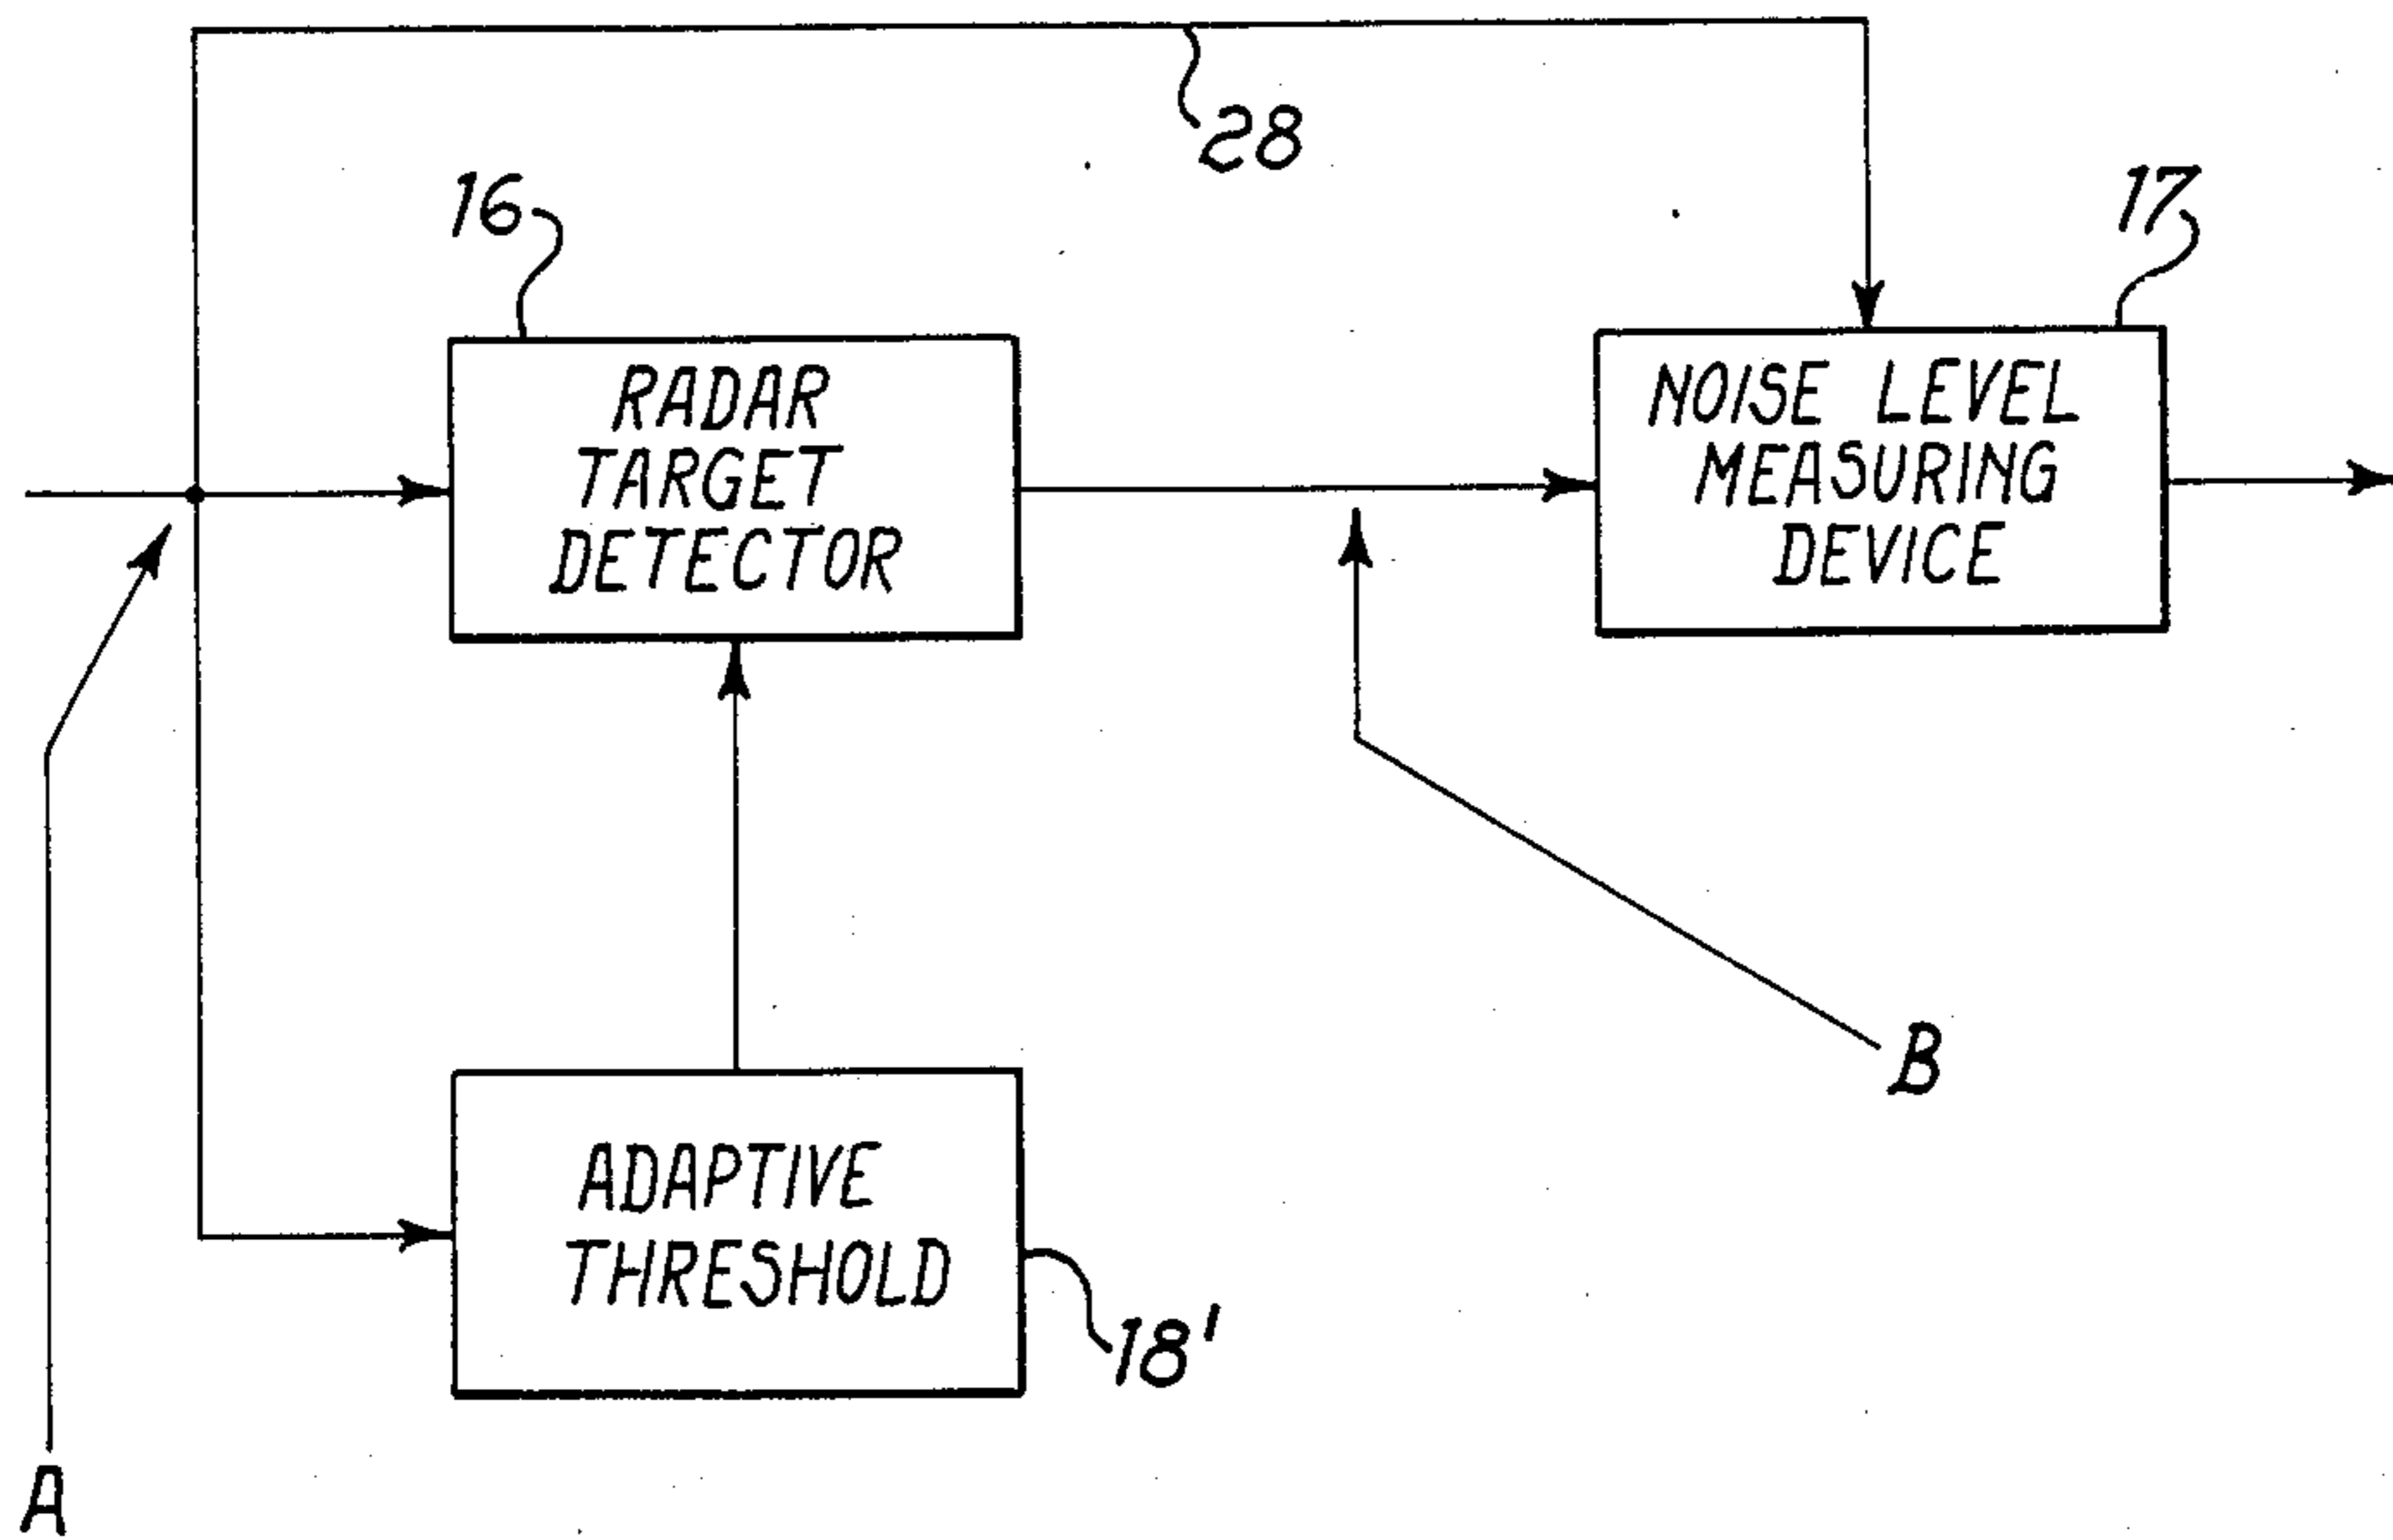 28
16
17
RADAR
TARGET
DETECTOR
NOISE LEVEL
MEASURING
DEVICE
B
ADAPTIVE
THRESHOLD
18'
A